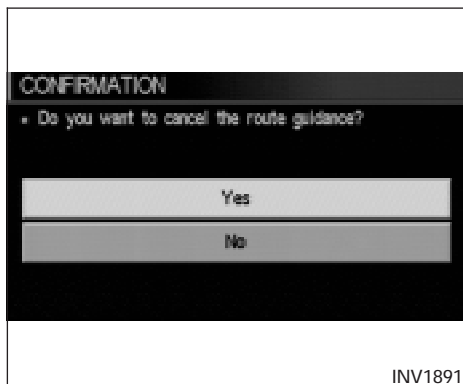 CONFIRMATION
• Do you want to cancel the route guidance?
Yes
No
INV1891